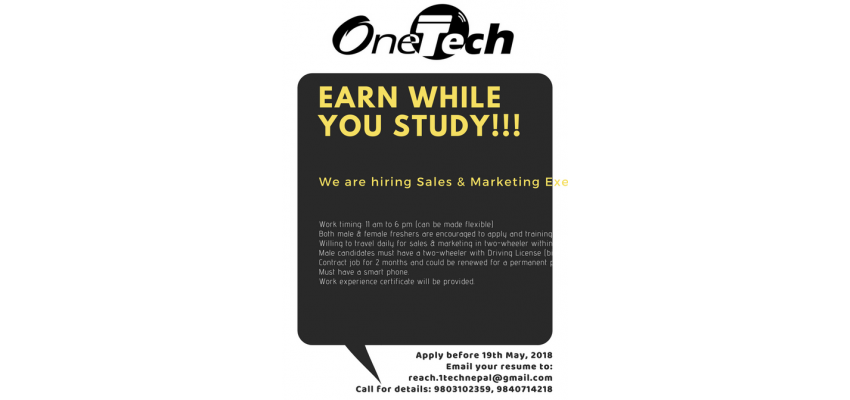 OneTech
EARN WHILE
YOU STUDY!!!
We are hiring Sales & Marketing Exe
Work timing: 11 am to 6 pm (can be made flexible)
Both male & female freshers are encouraged to apply and training
Willing to travel daily for sales & marketing in two-wheeler within
Male candidates must have a two-wheeler with Driving License (bi
Contract job for 2 months and could be renewed for a permanent p
Must have a smart phone.
Work experience certificate will be provided.
Apply before 19th May, 2018
Email your resume to:
reach.1technepal@gmail.com
Call for details: 9803102359, 9840714218